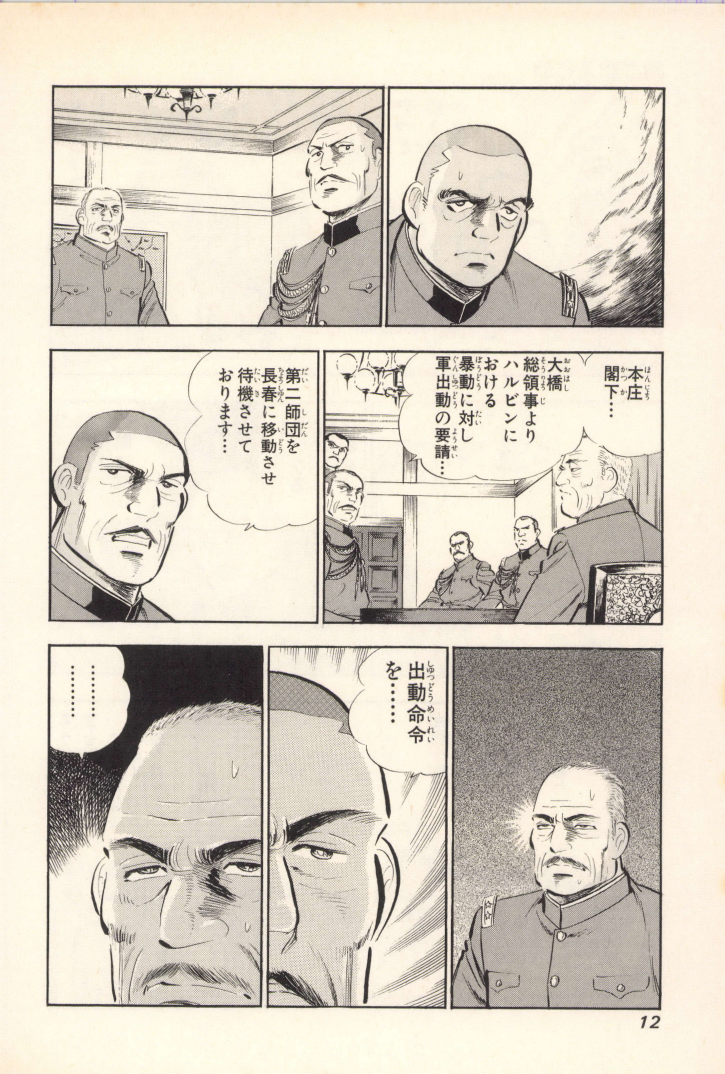 本庄
閣下…
大橋
総領事より
ハルビンに
おける
暴動に対し
軍出動の要請…
第二師団を
長春に移動させ
待機させて
おります…
出動命令
を……
…………
…………
12